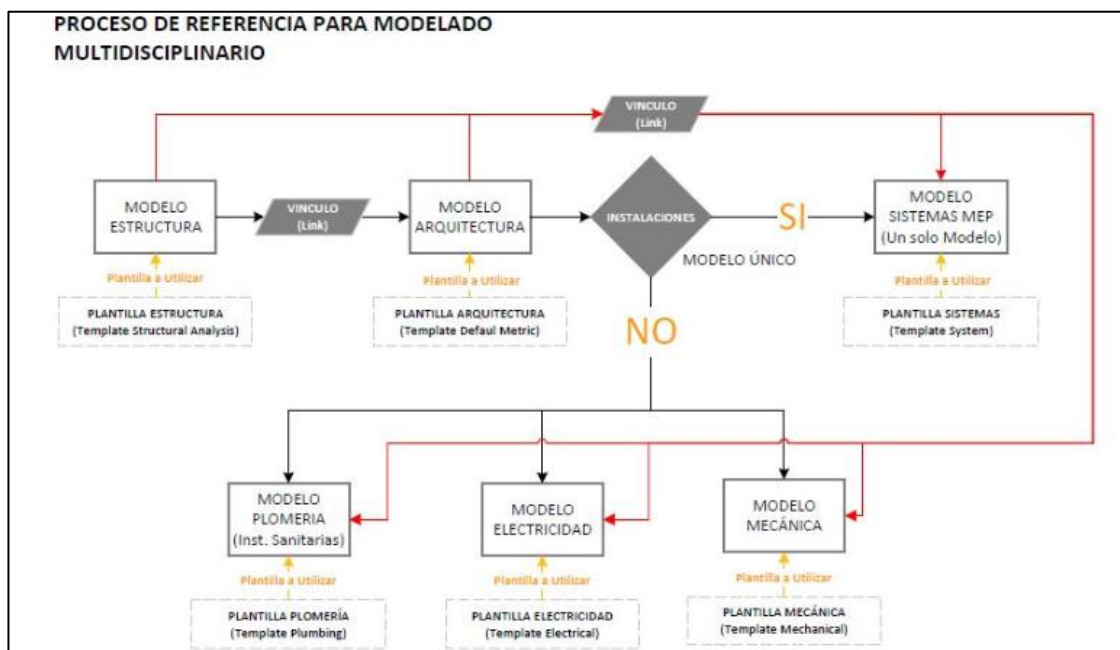 PROCESO DE REFERENCIA PARA MODELADO
MULTIDISCIPLINARIO
VINCULO
(Link)
MODELO
ESTRUCTURA
VINCULO
(Link)
MODELO
ARQUITECTURA
INSTALACIONES
SI
MODELO ÚNICO
MODELO
SISTEMAS MEP
(Un solo Modelo)
Plantilla a Utilizar
Plantilla a Utilizar
Plantilla a Utilizar
PLANTILLA ESTRUCTURA
(Template Structural Analysis)
PLANTILLA ARQUITECTURA
(Template Defaul Metric)
NO
PLANTILLA SISTEMAS
(Template System)
MODELO
PLOMERIA
(Inst. Sanitarias)
MODELO
ELECTRICIDAD
MODELO
MECÁNICA
Plantilla a Utilizar
Plantilla a Utilizar
Plantilla a Utilizar
PLANTILLA PLOMERÍA
(Template Plumbing)
PLANTILLA ELECTRICIDAD
(Template Electrical)
PLANTILLA MECÁNICA
(Template Mechanical)